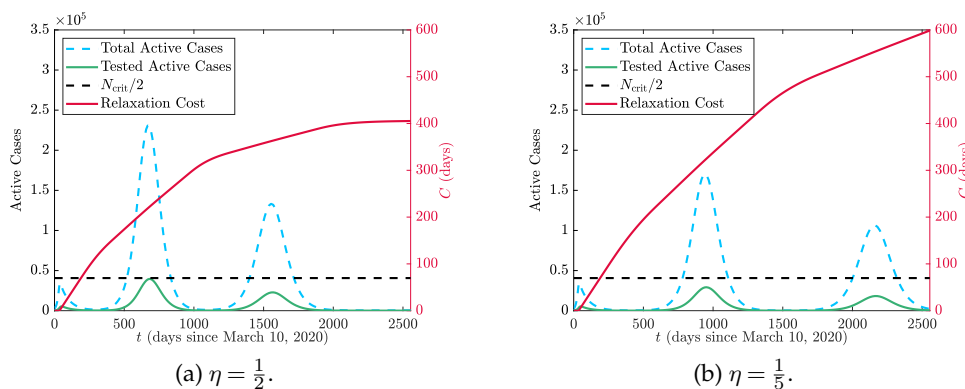 ×10⁵
3.5
3
2.5
2
1.5
1
0.5
0
Active Cases
Total Active Cases
Tested Active Cases
N_crit/2
Relaxation Cost
600
500
400
300
200
100
0
C (days)
0 500 1000 1500 2000 2500
t (days since March 10, 2020)
(a) η = 1/2.
×10⁵
3.5
3
2.5
2
1.5
1
0.5
0
Active Cases
Total Active Cases
Tested Active Cases
N_crit/2
Relaxation Cost
600
500
400
300
200
100
0
C (days)
0 500 1000 1500 2000 2500
t (days since March 10, 2020)
(b) η = 1/5.